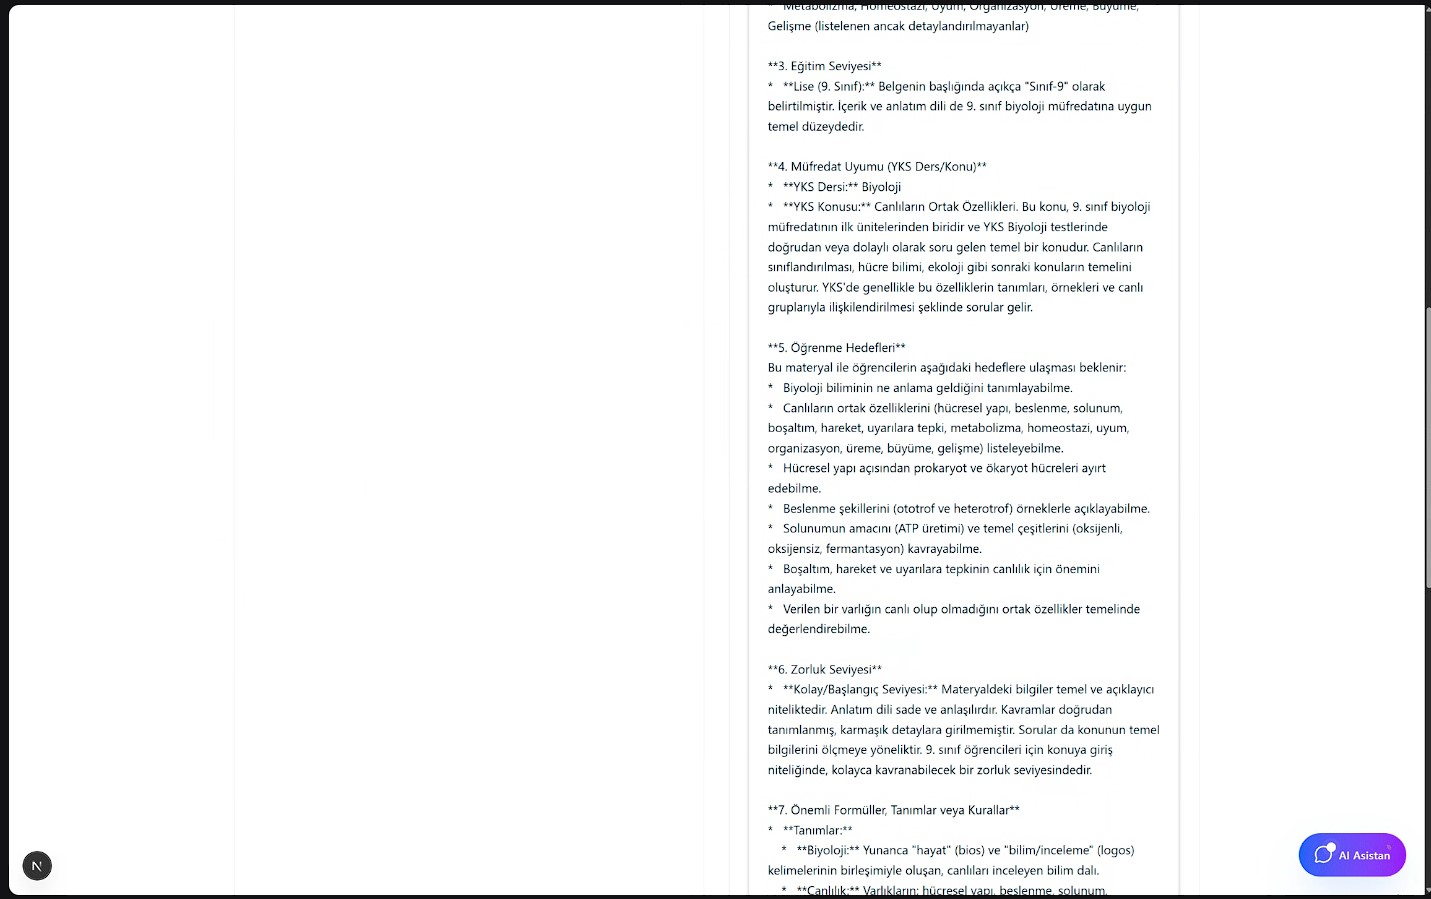 * Metabolizma, Homeostazi, Uyum, Organizasyon, Üreme, Büyüme,
Gelişme (listelenen ancak detaylandırılmayanlar)
**3. Eğitim Seviyesi**
* **Lise (9. Sınıf):** Belgenin başlığında açıkça "Sınıf-9" olarak
belirtilmiştir. İçerik ve anlatım dili de 9. sınıf biyoloji müfredatına uygun
temel düzeydedir.
**4. Müfredat Uyumu (YKS Ders/Konu)**
* **YKS Dersi:** Biyoloji
* **YKS Konusu:** Canlıların Ortak Özellikleri. Bu konu, 9. sınıf biyoloji
müfredatının ilk ünitelerinden biridir ve YKS Biyoloji testlerinde
doğrudan veya dolaylı olarak soru gelen temel bir konudur. Canlıların
sınıflandırılması, hücre bilimi, ekoloji gibi sonraki konuların temelini
oluşturur. YKS'de genellikle bu özelliklerin tanımları, örnekleri ve canlı
gruplarıyla ilişkilendirilmesi şeklinde sorular gelir.
**5. Öğrenme Hedefleri**
Bu materyal ile öğrencilerin aşağıdaki hedeflere ulaşması beklenir:
* Biyoloji biliminin ne anlama geldiğini tanımlayabilme.
* Canlıların ortak özelliklerini (hücresel yapı, beslenme, solunum,
boşaltım, hareket, uyarılara tepki, metabolizma, homeostazi, uyum,
organizasyon, üreme, büyüme, gelişme) listeleyebilme.
* Hücresel yapı açısından prokaryot ve ökaryot hücreleri ayırt
edebilme.
* Beslenme şekillerini (ototrof ve heterotrof) örneklerle açıklayabilme.
* Solunumun amacını (ATP üretimi) ve temel çeşitlerini (oksijenli,
oksijensiz, fermantasyon) kavrayabilme.
* Boşaltım, hareket ve uyarılara tepkinin canlılık için önemini
anlayabilme.
* Verilen bir varlığın canlı olup olmadığını ortak özellikler temelinde
değerlendirebilme.
**6. Zorluk Seviyesi**
* **Kolay/Başlangıç Seviyesi:** Materyaldeki bilgiler temel ve açıklayıcı
niteliktedir. Anlatım dili sade ve anlaşılırdır. Kavramlar doğrudan
tanımlanmış, karmaşık detaylara girilmemiştir. Sorular da konunun temel
bilgilerini ölçmeye yöneliktir. 9. sınıf öğrencileri için konuya giriş
niteliğinde, kolayca kavranabilecek bir zorluk seviyesindedir.
**7. Önemli Formüller, Tanımlar veya Kurallar**
* **Tanımlar:**
* **Biyoloji:** Yunanca "hayat" (bios) ve "bilim/inceleme" (logos)
kelimelerinin birleşimiyle oluşan, canlıları inceleyen bilim dalı.
* **Canlılık:** Varlıkların; hücresel yapı, beslenme, solunum,
N
AI Asistan